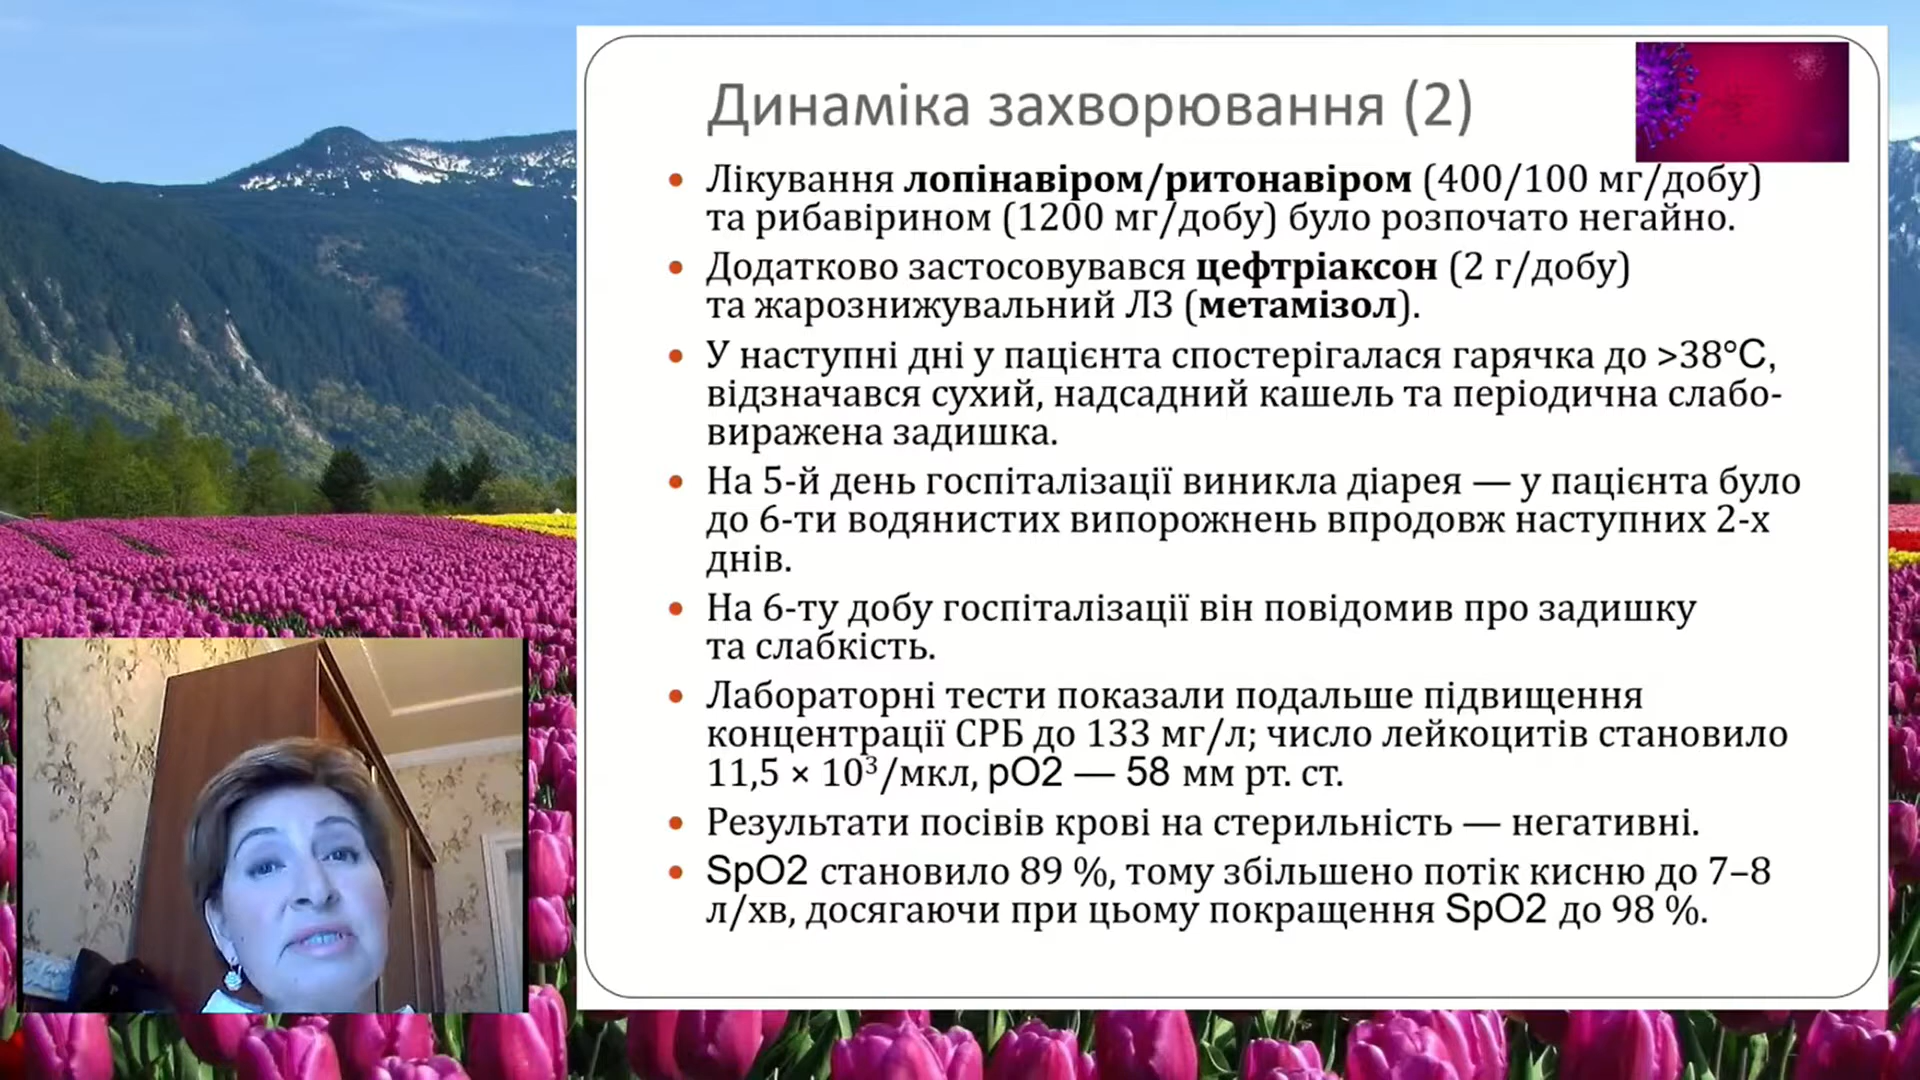 Динаміка захворювання (2)
Лікування лопінавіром/ритонавіром (400/100 мг/добу)
та рибавірином (1200 мг/добу) було розпочато негайно.
Додатково застосовувався цефтріаксон (2 г/добу)
та жарознижувальний ЛЗ (метамізол).
У наступні дні у пацієнта спостерігалася гарячка до >38°C,
відзначався сухий, надсадний кашель та періодична слабо-
виражена задишка.
На 5-й день госпіталізації виникла діарея — у пацієнта було
до 6-ти водянистих випорожнень впродовж наступних 2-х
днів.
На 6-ту добу госпіталізації він повідомив про задишку
та слабкість.
Лабораторні тести показали подальше підвищення
концентрації СРБ до 133 мг/л; число лейкоцитів становило
11,5 × 10³/мкл, pO2 — 58 мм рт. ст.
Результати посівів крові на стерильність — негативні.
SpO2 становило 89 %, тому збільшено потік кисню до 7–8
л/хв, досягаючи при цьому покращення SpO2 до 98 %.